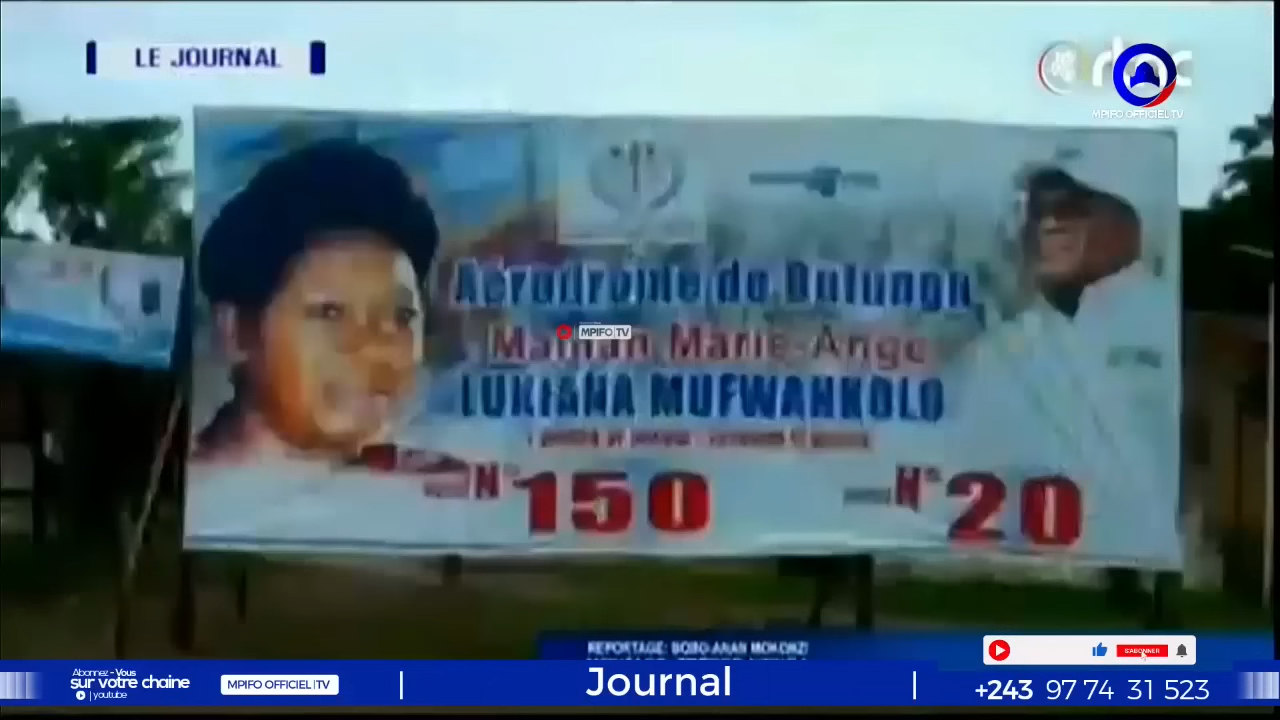 LE JOURNAL
MPIFO OFFICIEL TV
Aérodrome de Bulungu
MPIFO TV
Maman Marie-Ange
LUKIANA MUFWANKOLO
N° 150
N° 20
REPORTAGE: BOBO-ANAN MOKONZI
S'ABONNER
Abonnez-Vous
sur votre chaine
youtube
MPIFO OFFICIEL TV
Journal
+243 97 74 31 523